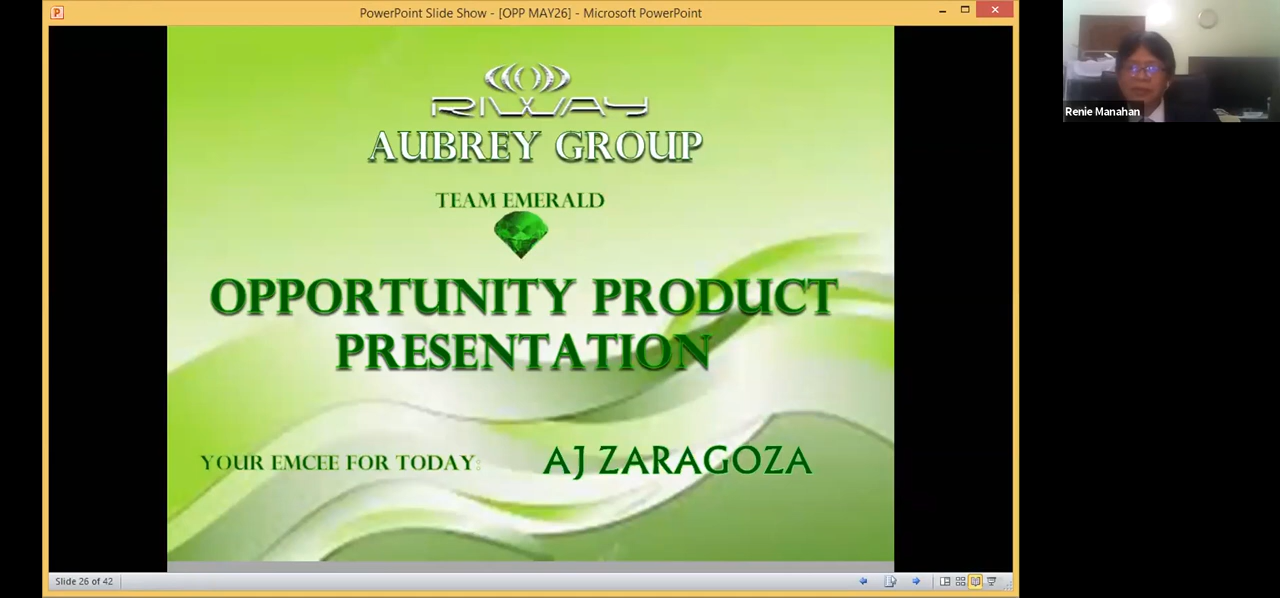 PowerPoint Slide Show - [OPP MAY26] - Microsoft PowerPoint
RIWAY
AUBREY GROUP
TEAM EMERALD
OPPORTUNITY PRODUCT
PRESENTATION
YOUR EMCEE FOR TODAY: AJ ZARAGOZA
Slide 26 of 42
Renie Manahan